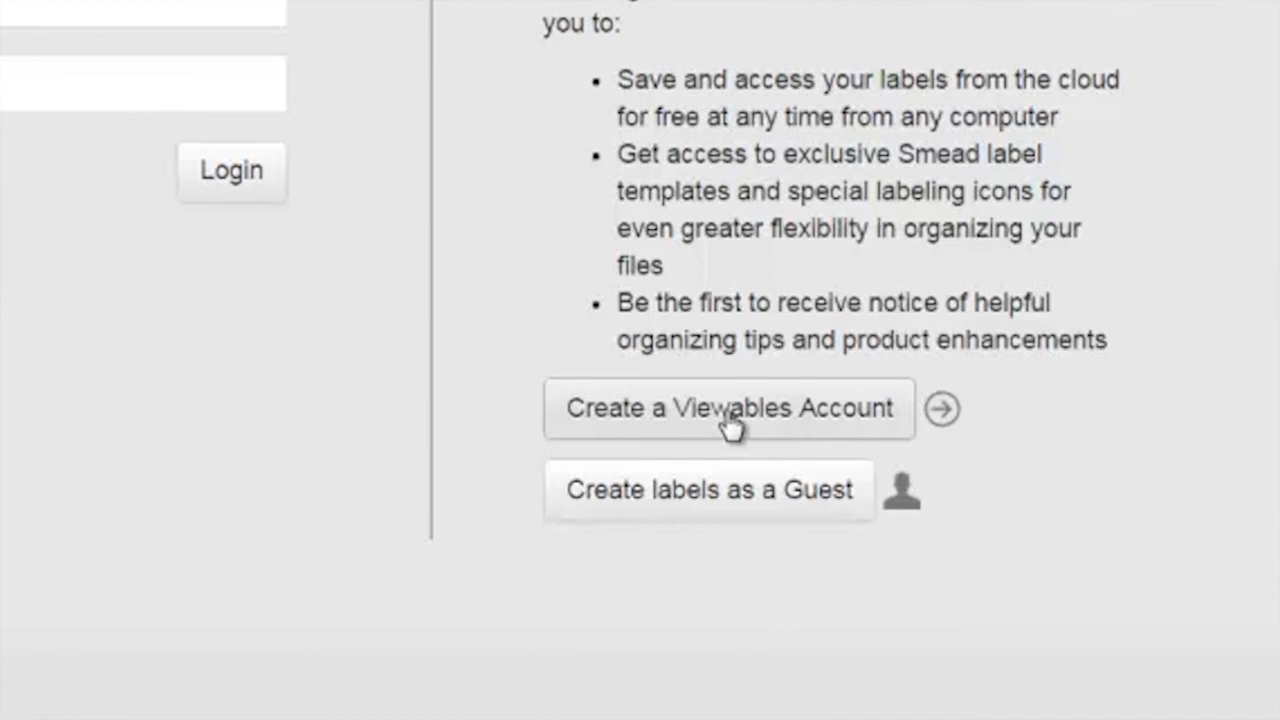 you to:
Save and access your labels from the cloud
for free at any time from any computer
Get access to exclusive Smead label
templates and special labeling icons for
even greater flexibility in organizing your
files
Be the first to receive notice of helpful
organizing tips and product enhancements
Login
Create a Viewables Account
Create labels as a Guest